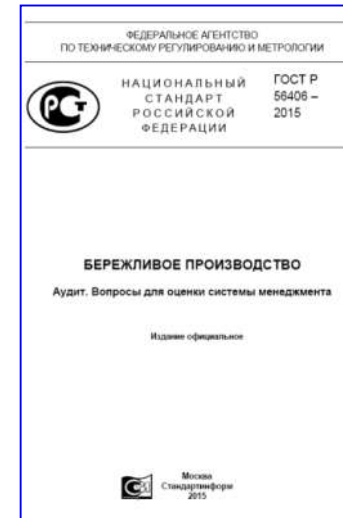 ФЕДЕРАЛЬНОЕ АГЕНТСТВО
ПО ТЕХНИЧЕСКОМУ РЕГУЛИРОВАНИЮ И МЕТРОЛОГИИ
НАЦИОНАЛЬНЫЙ
СТАНДАРТ
РОССИЙСКОЙ
ФЕДЕРАЦИИ
ГОСТ Р
56406 –
2015
БЕРЕЖЛИВОЕ ПРОИЗВОДСТВО
Аудит. Вопросы для оценки системы менеджмента
Издание официальное
Москва
Стандартинформ
2015